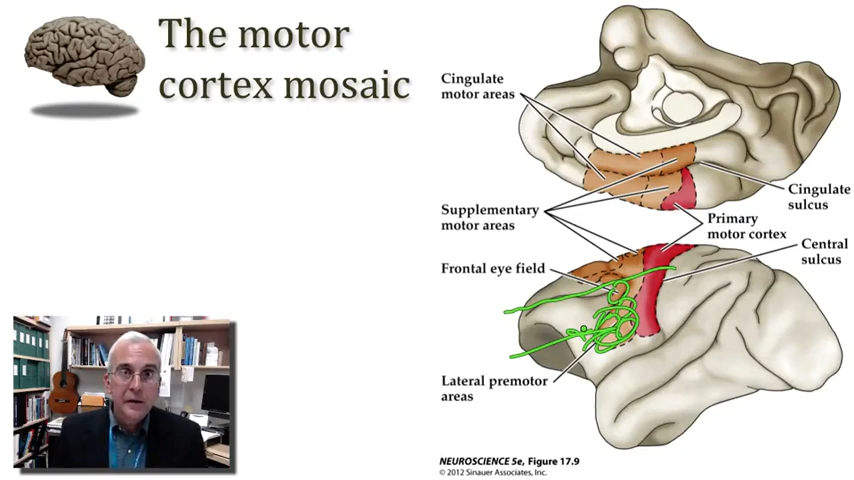 The motor
cortex mosaic
Cingulate
motor areas
Supplementary
motor areas
Frontal eye field
Lateral premotor
areas
Cingulate
sulcus
Primary
motor cortex
Central
sulcus
NEUROSCIENCE 5e, Figure 17.9
© 2012 Sinauer Associates, Inc.